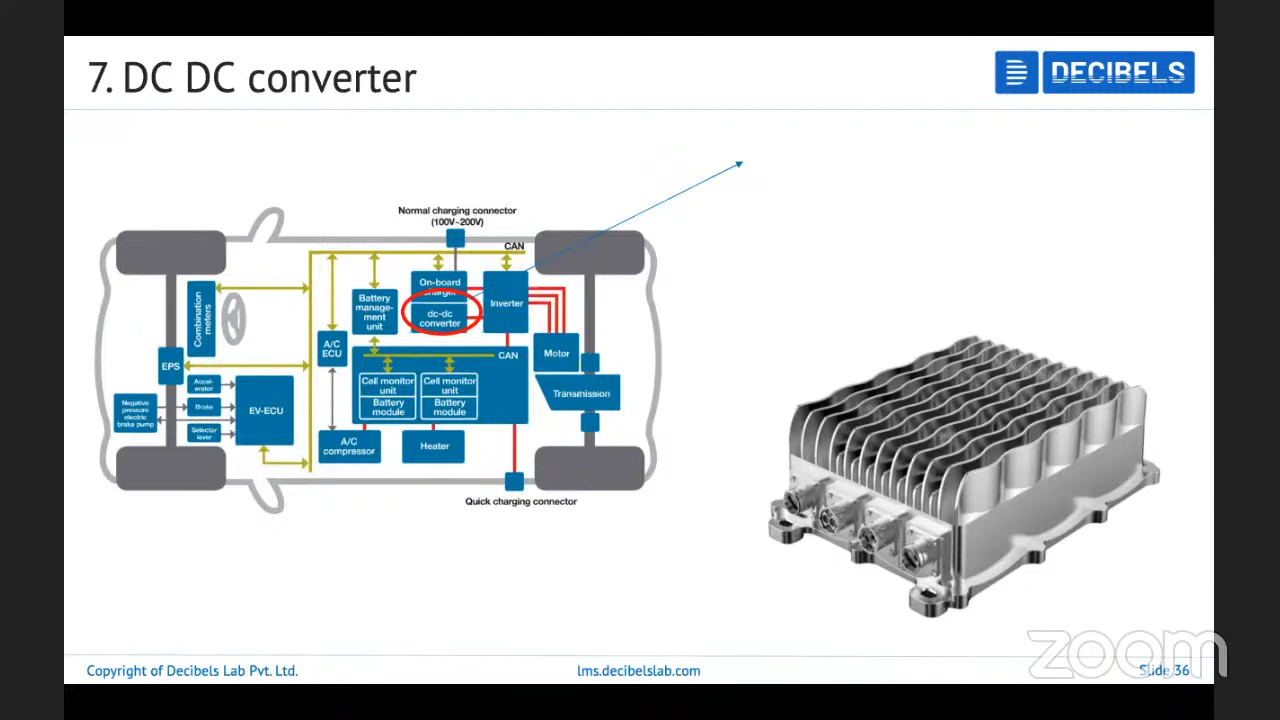 7. DC DC converter
DECIBELS
Normal charging connector
(100V~200V)
CAN
On-board
charger
dc-dc
converter
Inverter
Battery
manage-
ment
unit
Combination
meters
A/C
ECU
CAN
Motor
EPS
Cell monitor
unit
Battery
module
Cell monitor
unit
Battery
module
Transmission
Accel-
erator
Brake
Selector
lever
Negative
pressure
electric
brake pump
EV-ECU
A/C
compressor
Heater
Quick charging connector
zoom
Copyright of Decibels Lab Pvt. Ltd.
lms.decibelslab.com
Slide 36